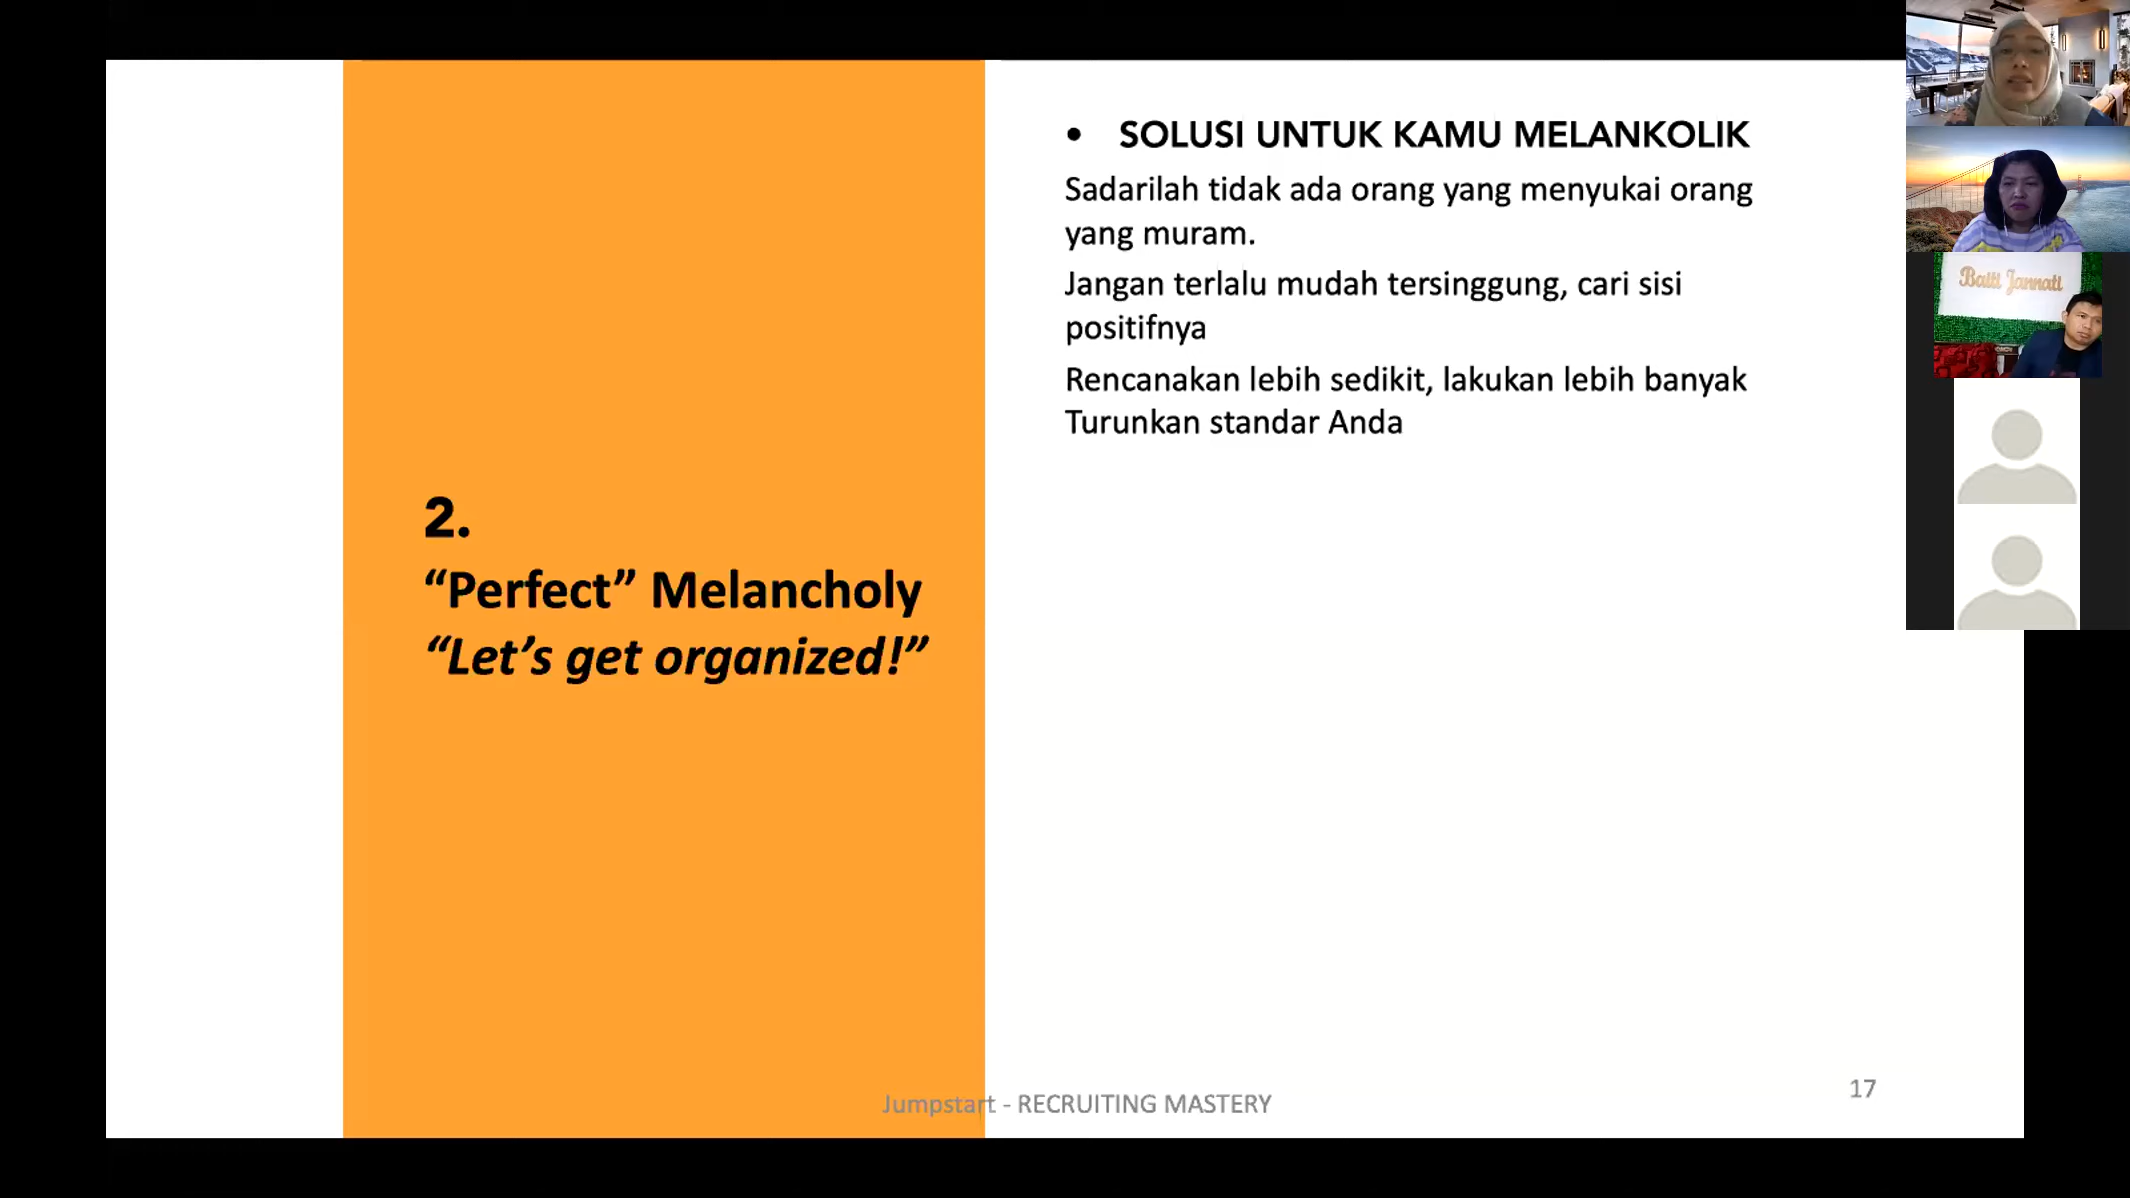 2.
“Perfect” Melancholy
“Let’s get organized!”
• SOLUSI UNTUK KAMU MELANKOLIK
Sadarilah tidak ada orang yang menyukai orang
yang muram.
Jangan terlalu mudah tersinggung, cari sisi
positifnya
Rencanakan lebih sedikit, lakukan lebih banyak
Turunkan standar Anda
Jumpstart - RECRUITING MASTERY
17
Baiti Jannati